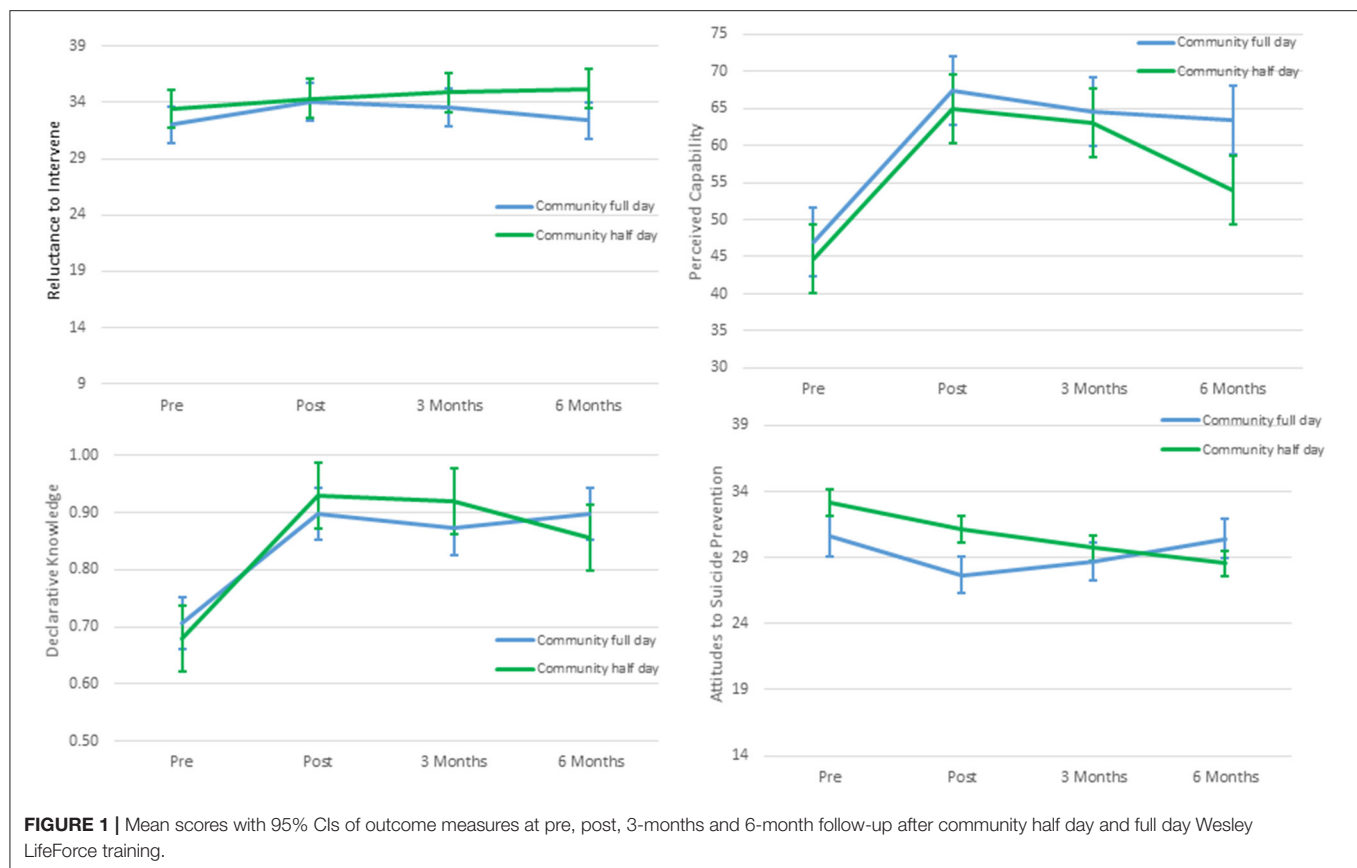 39
34
29
24
19
14
9
Reluctance to Intervene
Community full day
Community half day
Pre
Post
3 Months
6 Months
75
70
65
60
55
50
45
40
35
30
Perceived Capability
Community full day
Community half day
Pre
Post
3 Months
6 Months
1.00
0.90
0.80
0.70
0.60
0.50
Declarative Knowledge
Community full day
Community half day
Pre
Post
3 Months
6 Months
39
34
29
24
19
14
Attitudes to Suicide Prevention
Community full day
Community half day
Pre
Post
3 Months
6 Months
FIGURE 1 | Mean scores with 95% CIs of outcome measures at pre, post, 3-months and 6-month follow-up after community half day and full day Wesley
LifeForce training.